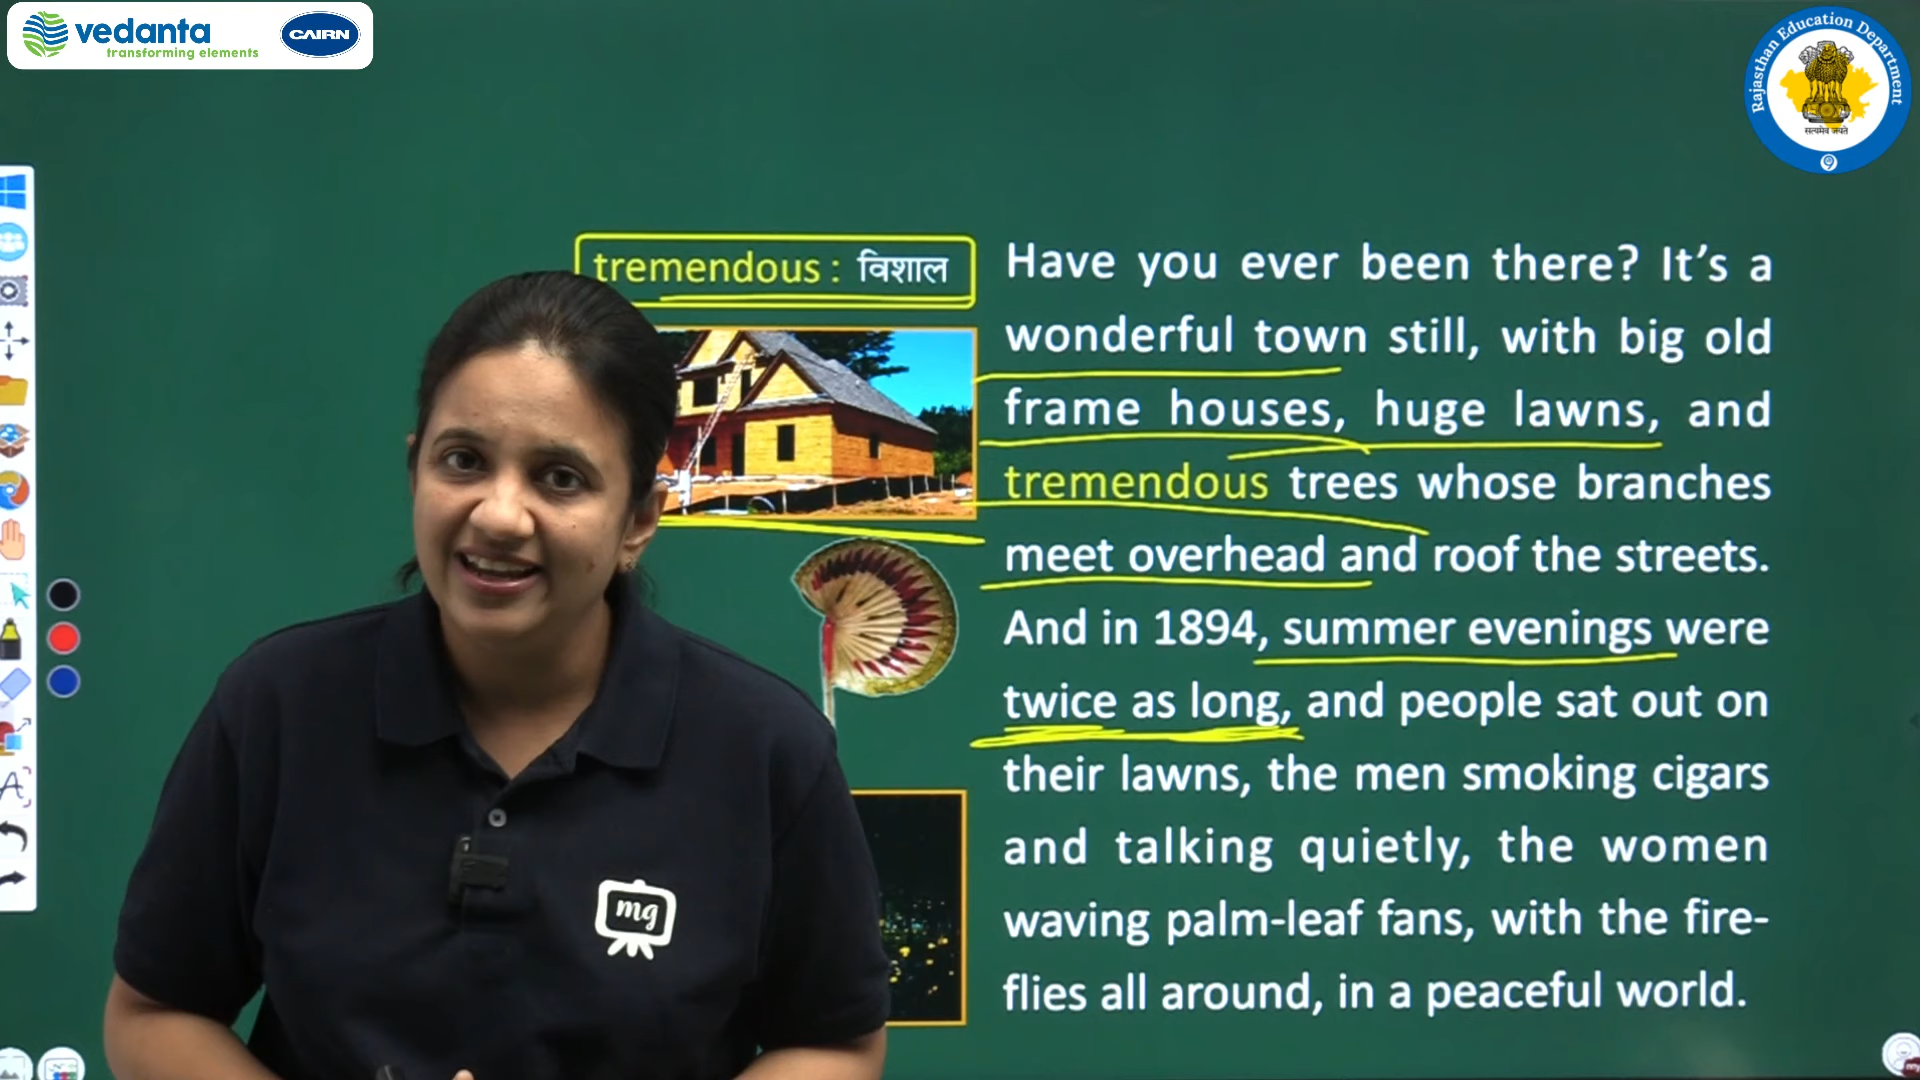 vedanta
transforming elements
CAIRN
Rajasthan Education Department
सत्यमेव जयते
tremendous : विशाल
Have you ever been there? It's a
wonderful town still, with big old
frame houses, huge lawns, and
tremendous trees whose branches
meet overhead and roof the streets.
And in 1894, summer evenings were
twice as long, and people sat out on
their lawns, the men smoking cigars
and talking quietly, the women
waving palm-leaf fans, with the fire-
flies all around, in a peaceful world.
mg